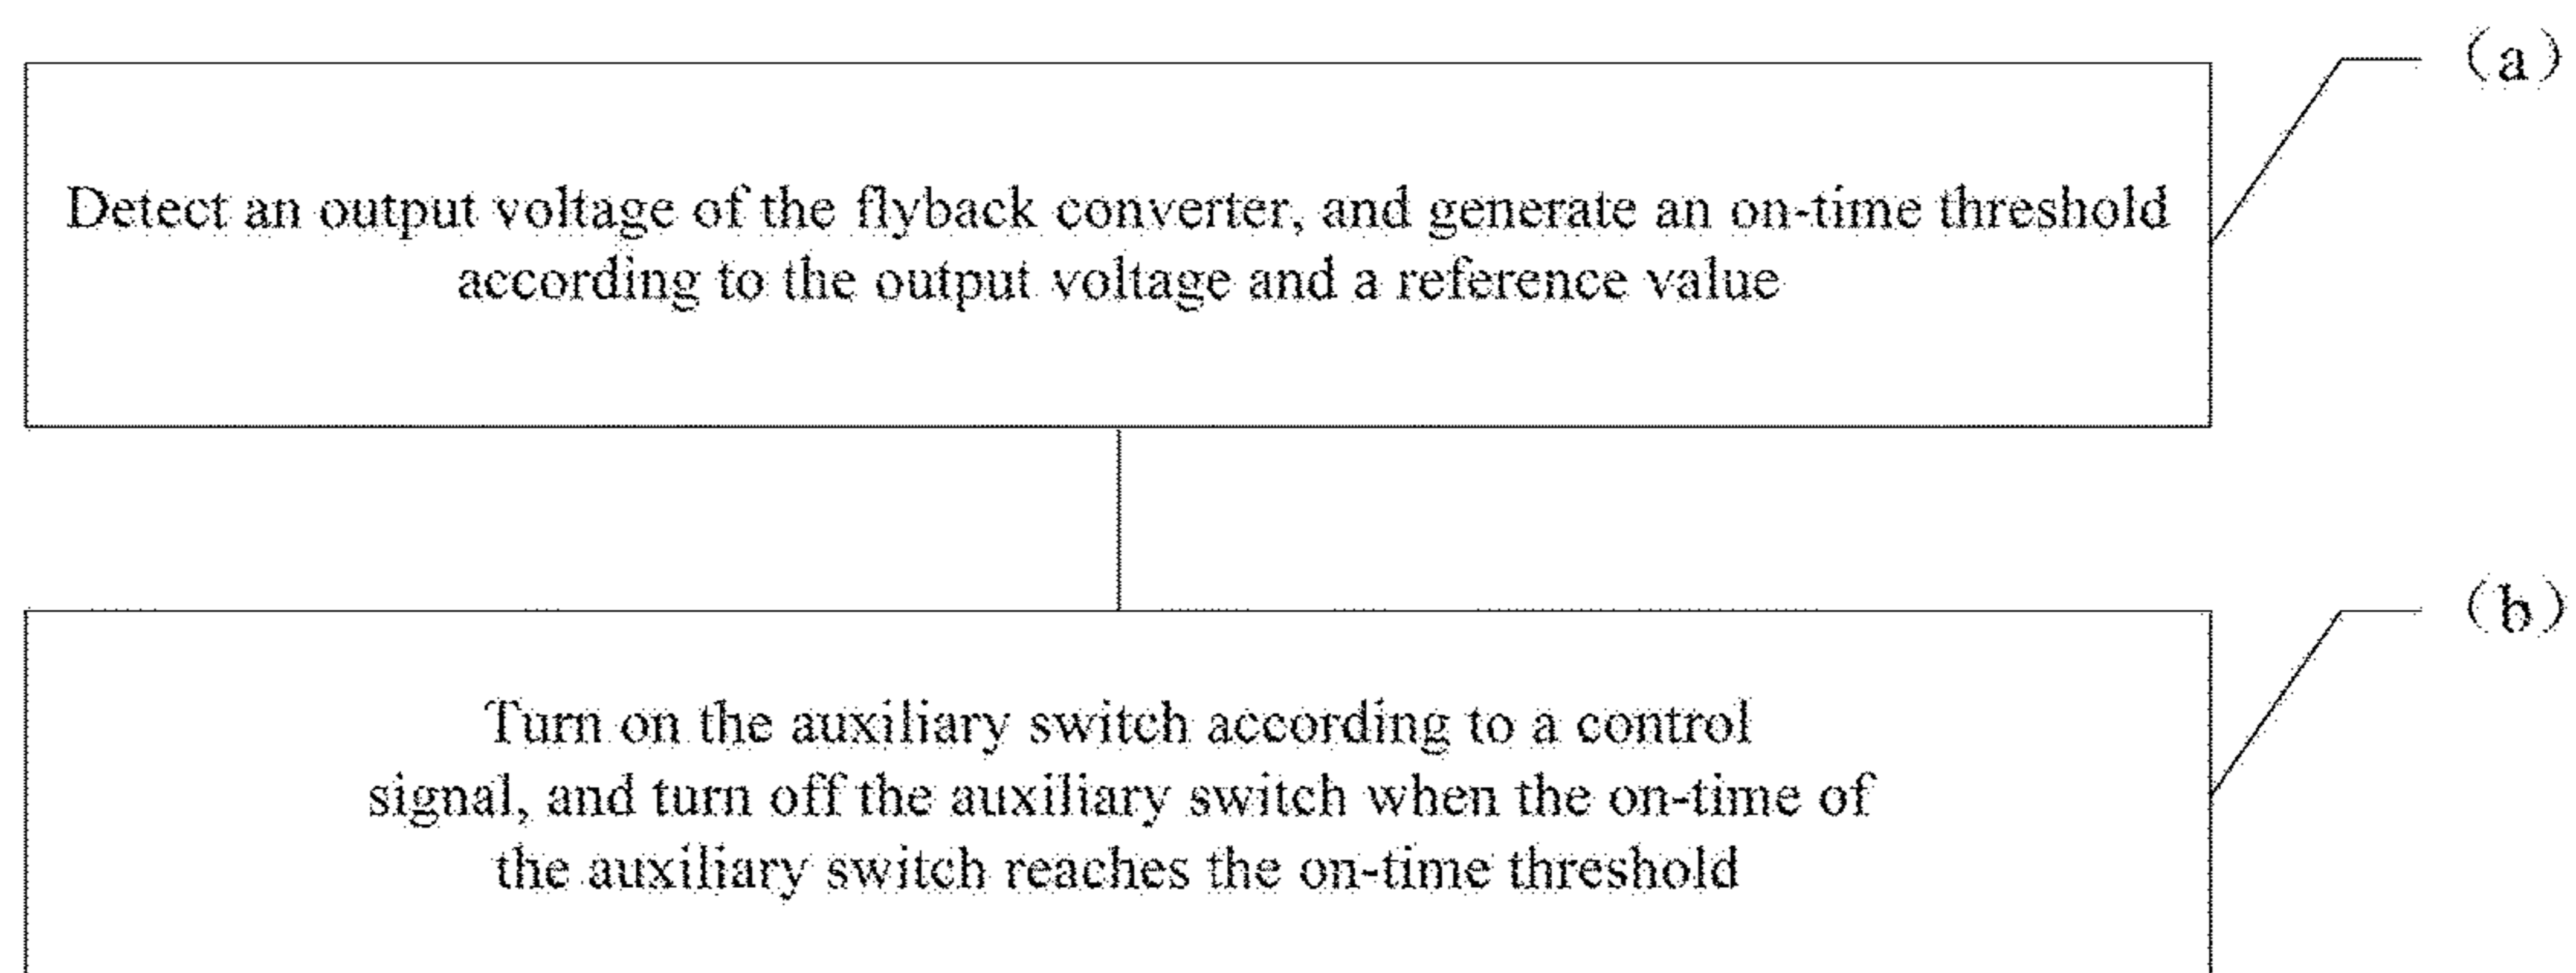 (a)
Detect an output voltage of the flyback converter, and generate an on-time threshold
according to the output voltage and a reference value
(b)
Turn on the auxiliary switch according to a control
signal, and turn off the auxiliary switch when the on-time of
the auxiliary switch reaches the on-time threshold